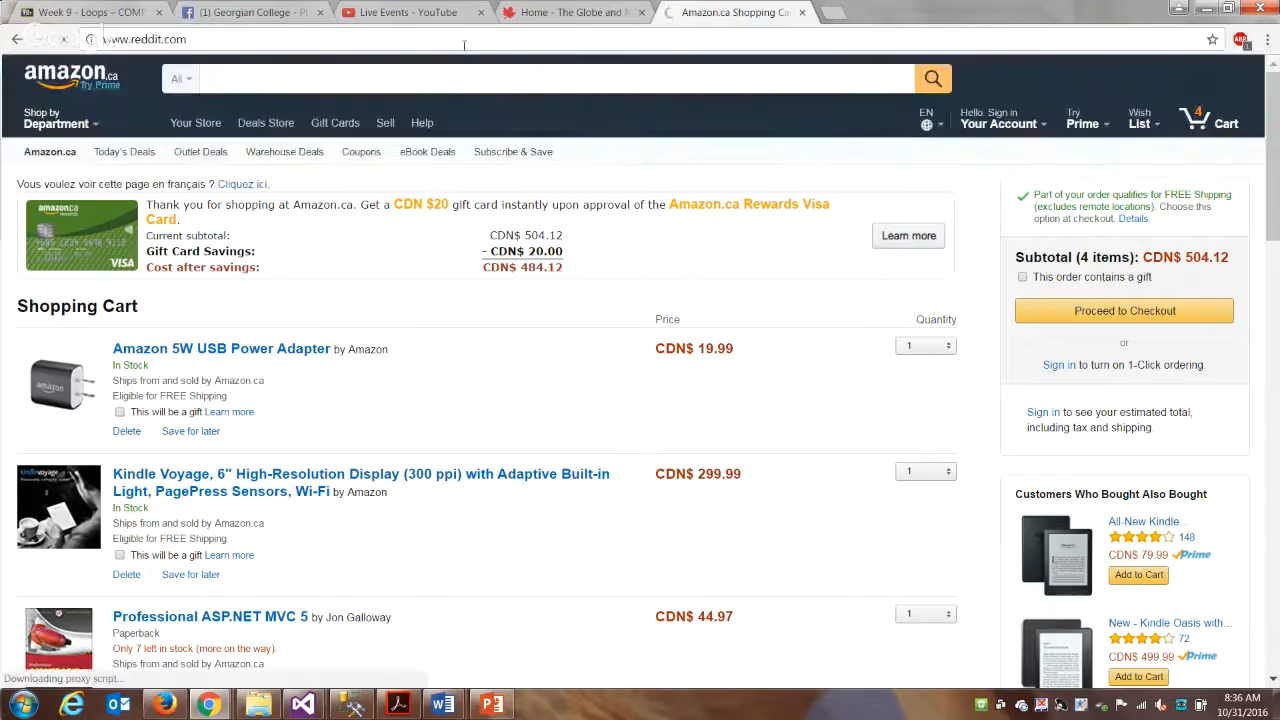 Week 9 - COMP
(1) Georgian College - P
Live Events - YouTube
Home - The Globe and M
Amazon.ca Shopping Ca
www.reddit.com
amazon.ca
Try Prime
All
Shop by
Department
Your Store
Deals Store
Gift Cards
Sell
Help
EN
Hello. Sign in
Your Account
Try
Prime
Wish
List
4
Cart
Amazon.ca
Today's Deals
Outlet Deals
Warehouse Deals
Coupons
eBook Deals
Subscribe & Save
Vous voulez voir cette page en français ? Cliquez ici.
amazon.ca
rewards
VISA
Thank you for shopping at Amazon.ca. Get a CDN $20 gift card instantly upon approval of the Amazon.ca Rewards Visa
Card.
Current subtotal: CDN$ 504.12
Gift Card Savings: - CDN$ 20.00
Cost after savings: CDN$ 484.12
Learn more
Part of your order qualifies for FREE Shipping
(excludes remote locations). Choose this
option at checkout. Details
Subtotal (4 items): CDN$ 504.12
This order contains a gift
Proceed to Checkout
or
Sign in to turn on 1-Click ordering.
Sign in to see your estimated total,
including tax and shipping.
Shopping Cart
Price
Quantity
Amazon 5W USB Power Adapter by Amazon
CDN$ 19.99
1
In Stock
Ships from and sold by Amazon.ca
Eligible for FREE Shipping
This will be a gift Learn more
Delete
Save for later
amazon
Kindle Voyage, 6" High-Resolution Display (300 ppi) with Adaptive Built-in
Light, PagePress Sensors, Wi-Fi by Amazon
CDN$ 299.99
1
In Stock
Ships from and sold by Amazon.ca
Eligible for FREE Shipping
This will be a gift Learn more
Delete
Save for later
kindle voyage
Professional ASP.NET MVC 5 by Jon Galloway
CDN$ 44.97
1
Paperback
Only 7 left in stock (more on the way).
Ships from and sold by Amazon.ca
Customers Who Bought Also Bought
All-New Kindle...
148
CDN$ 79.99 Prime
Add to Cart
New - Kindle Oasis with...
72
CDN$ 499.99 Prime
Add to Cart
Downloading proxy script...
8:36 AM
10/31/2016